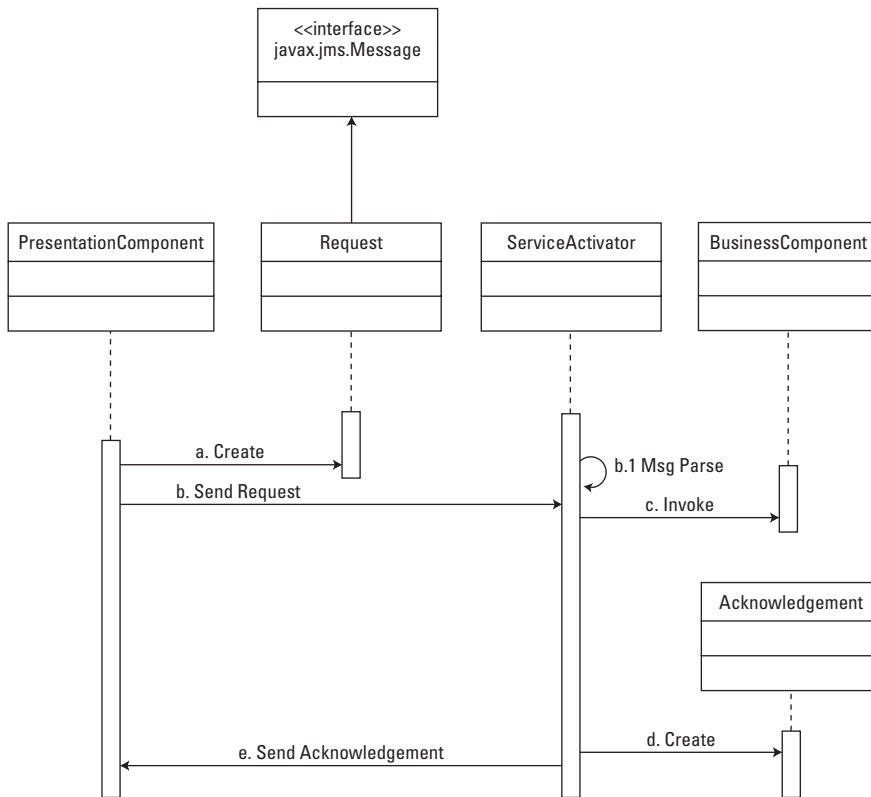 <<interface>>
javax.jms.Message
PresentationComponent
Request
ServiceActivator
BusinessComponent
a. Create
b.1 Msg Parse
b. Send Request
c. Invoke
Acknowledgement
d. Create
e. Send Acknowledgement